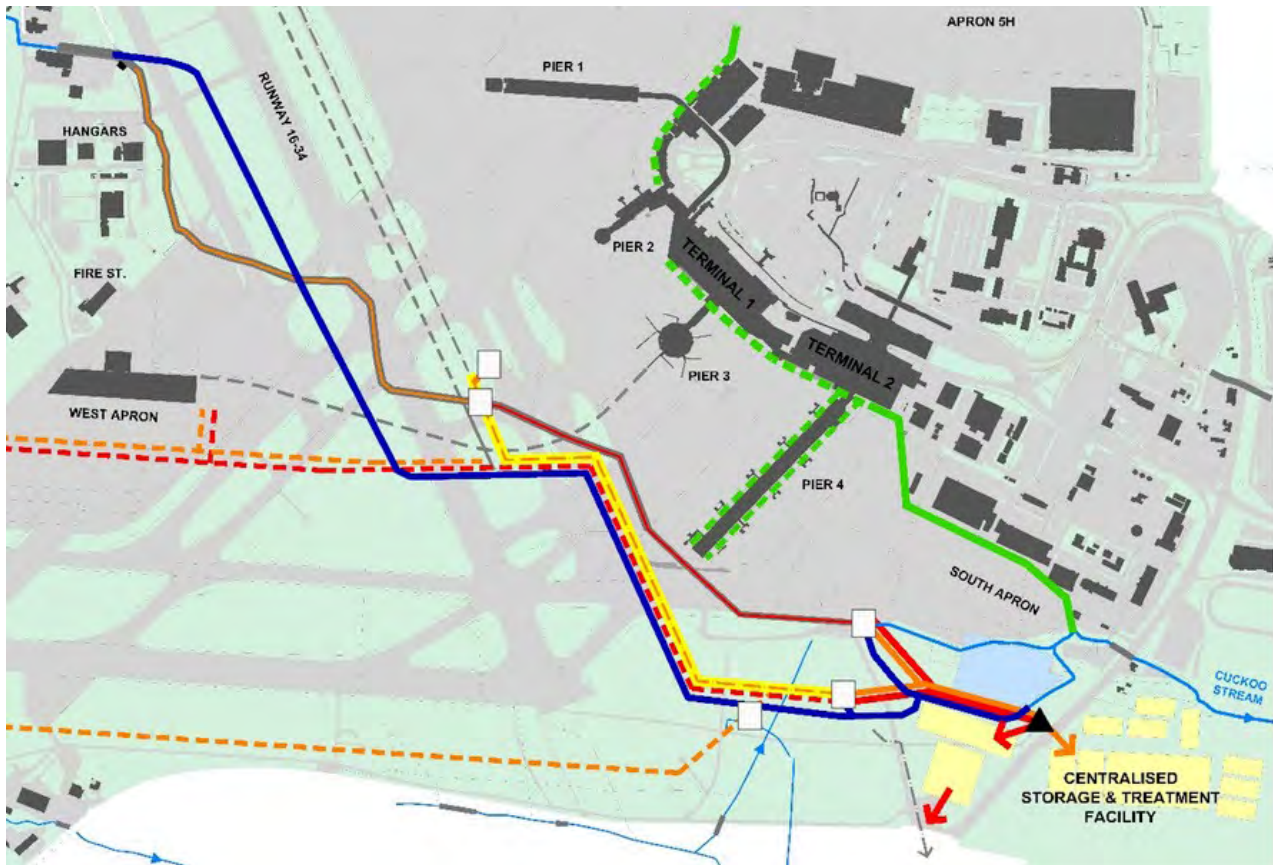 APRON 5H
PIER 1
RUNWAY 16-34
HANGARS
PIER 2
TERMINAL 1
FIRE ST.
TERMINAL 2
PIER 3
WEST APRON
PIER 4
SOUTH APRON
CUCKOO
STREAM
CENTRALISED
STORAGE & TREATMENT
FACILITY